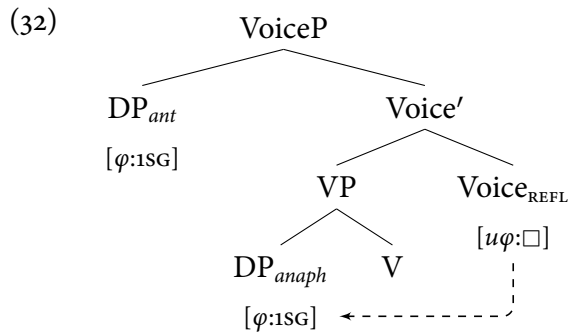 (32)
VoiceP
DP_ant Voice′
[φ:1SG]
VP Voice_REFL
[uφ:□]
DP_anaph V
[φ:1SG]